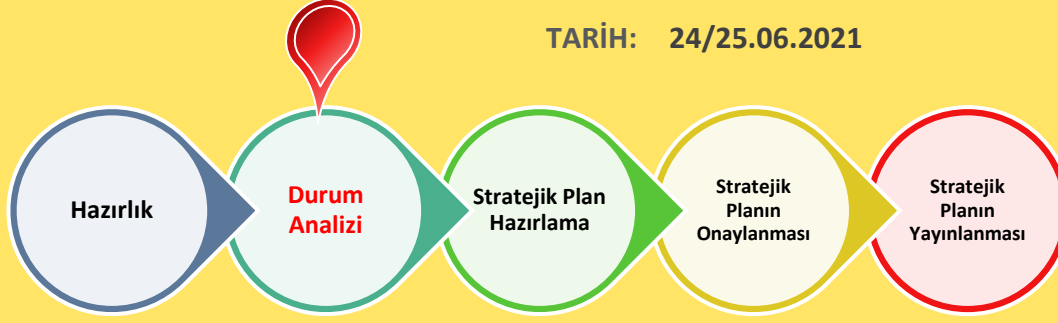 TARİH: 24/25.06.2021
Hazırlık
Durum
Analizi
Stratejik Plan
Hazırlama
Stratejik
Planın
Onaylanması
Stratejik
Planın
Yayınlanması